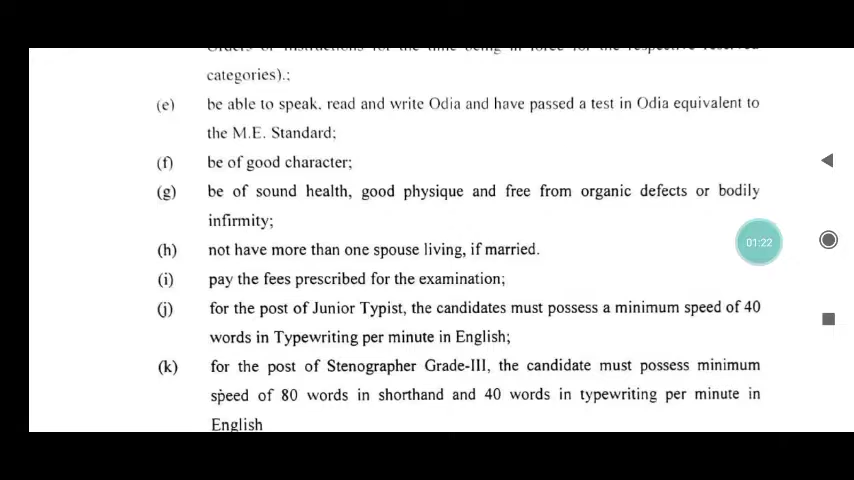 categories).;
(e) be able to speak, read and write Odia and have passed a test in Odia equivalent to
the M.E. Standard;
(f) be of good character;
(g) be of sound health, good physique and free from organic defects or bodily
infirmity;
(h) not have more than one spouse living, if married.
(i) pay the fees prescribed for the examination;
(j) for the post of Junior Typist, the candidates must possess a minimum speed of 40
words in Typewriting per minute in English;
(k) for the post of Stenographer Grade-III, the candidate must possess minimum
speed of 80 words in shorthand and 40 words in typewriting per minute in
English
01:22